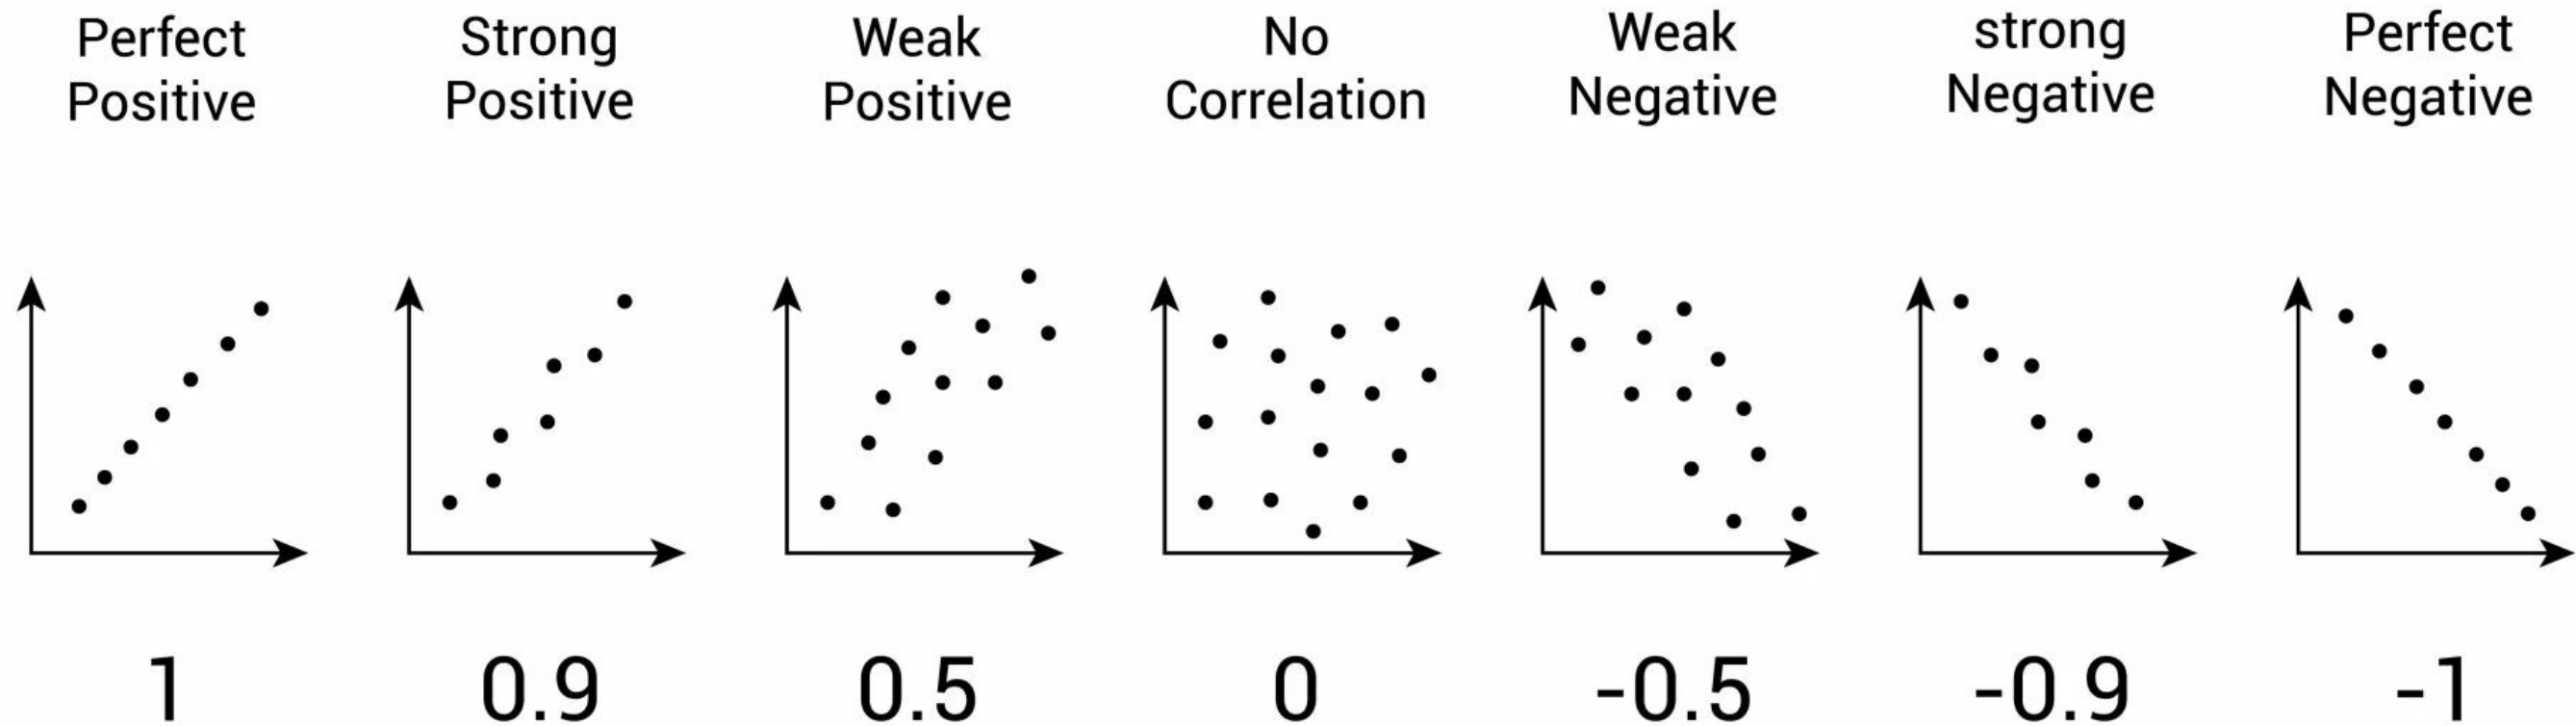 Perfect
Positive
Strong
Positive
Weak
Positive
No
Correlation
Weak
Negative
strong
Negative
Perfect
Negative
1
0.9
0.5
0
-0.5
-0.9
-1